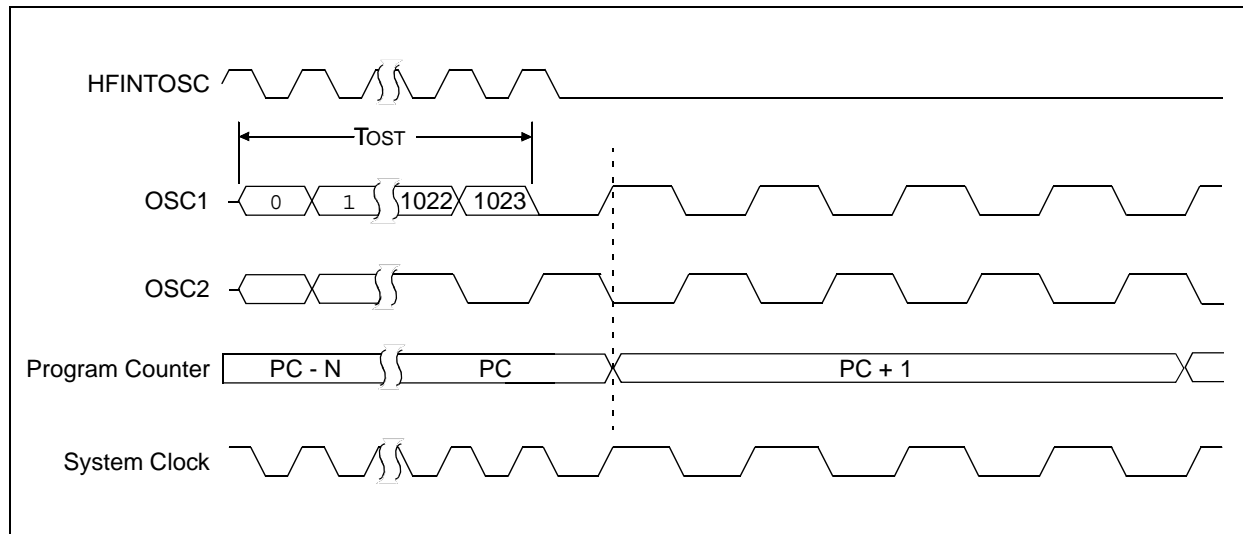 HFINTOSC
TOST
OSC1
0 1 1022 1023
OSC2
Program Counter
PC - N PC PC + 1
System Clock